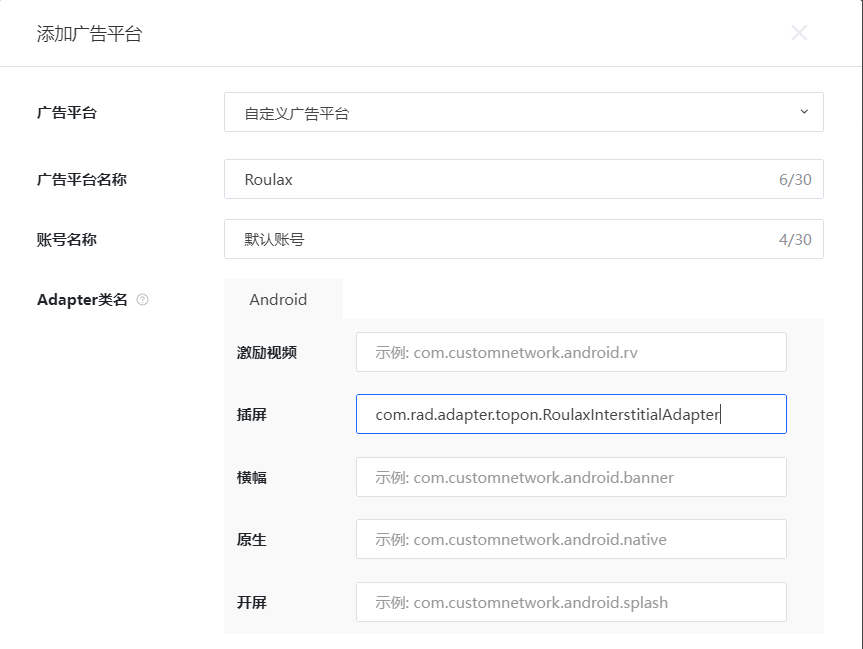 添加广告平台
广告平台 自定义广告平台
广告平台名称 Roulax 6/30
账号名称 默认账号 4/30
Adapter类名 ? Android
激励视频 示例: com.customnetwork.android.rv
插屏 com.rad.adapter.topon.RoulaxInterstitialAdapter
横幅 示例: com.customnetwork.android.banner
原生 示例: com.customnetwork.android.native
开屏 示例: com.customnetwork.android.splash